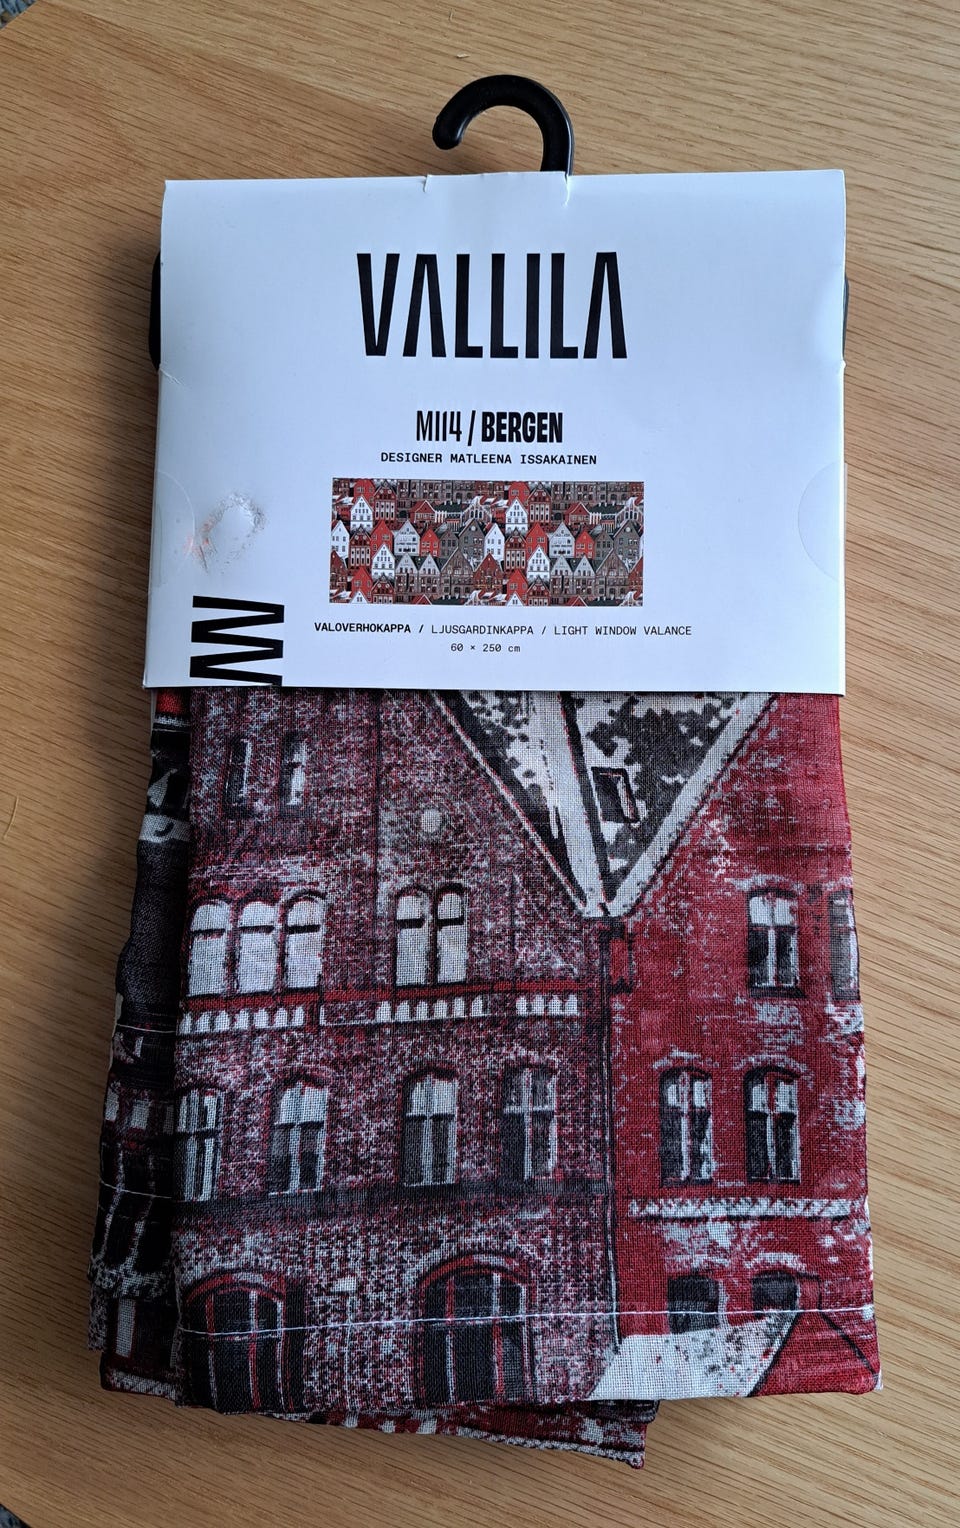 VALLILA
M114 / BERGEN
DESIGNER MATLEENA ISSAKAINEN
VALOVERHOKAPPA / LJUSGARDINKAPPA / LIGHT WINDOW VALANCE
60 × 250 cm